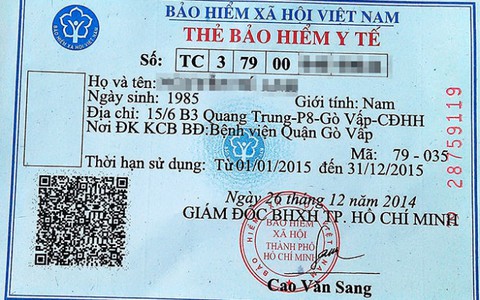 BẢO HIỂM XÃ HỘI VIỆT NAM
THẺ BẢO HIỂM Y TẾ
Số: TC 3 79 00
Họ và tên:
Ngày sinh: 1985 Giới tính: Nam
Địa chỉ: 15/6 B3 Quang Trung-P8-Gò Vấp-CĐHH
Nơi ĐK KCB BĐ:Bệnh viện Quận Gò Vấp
Mã: 79 - 035
Thời hạn sử dụng: Từ 01/01/2015 đến 31/12/2015
28759119
Ngày 26 tháng 12 năm 2014
GIÁM ĐỐC BHXH TP. HỒ CHÍ MINH
BẢO HIỂM
XÃ HỘI
THÀNH PHỐ
HỒ CHÍ MINH
Cao Văn Sang